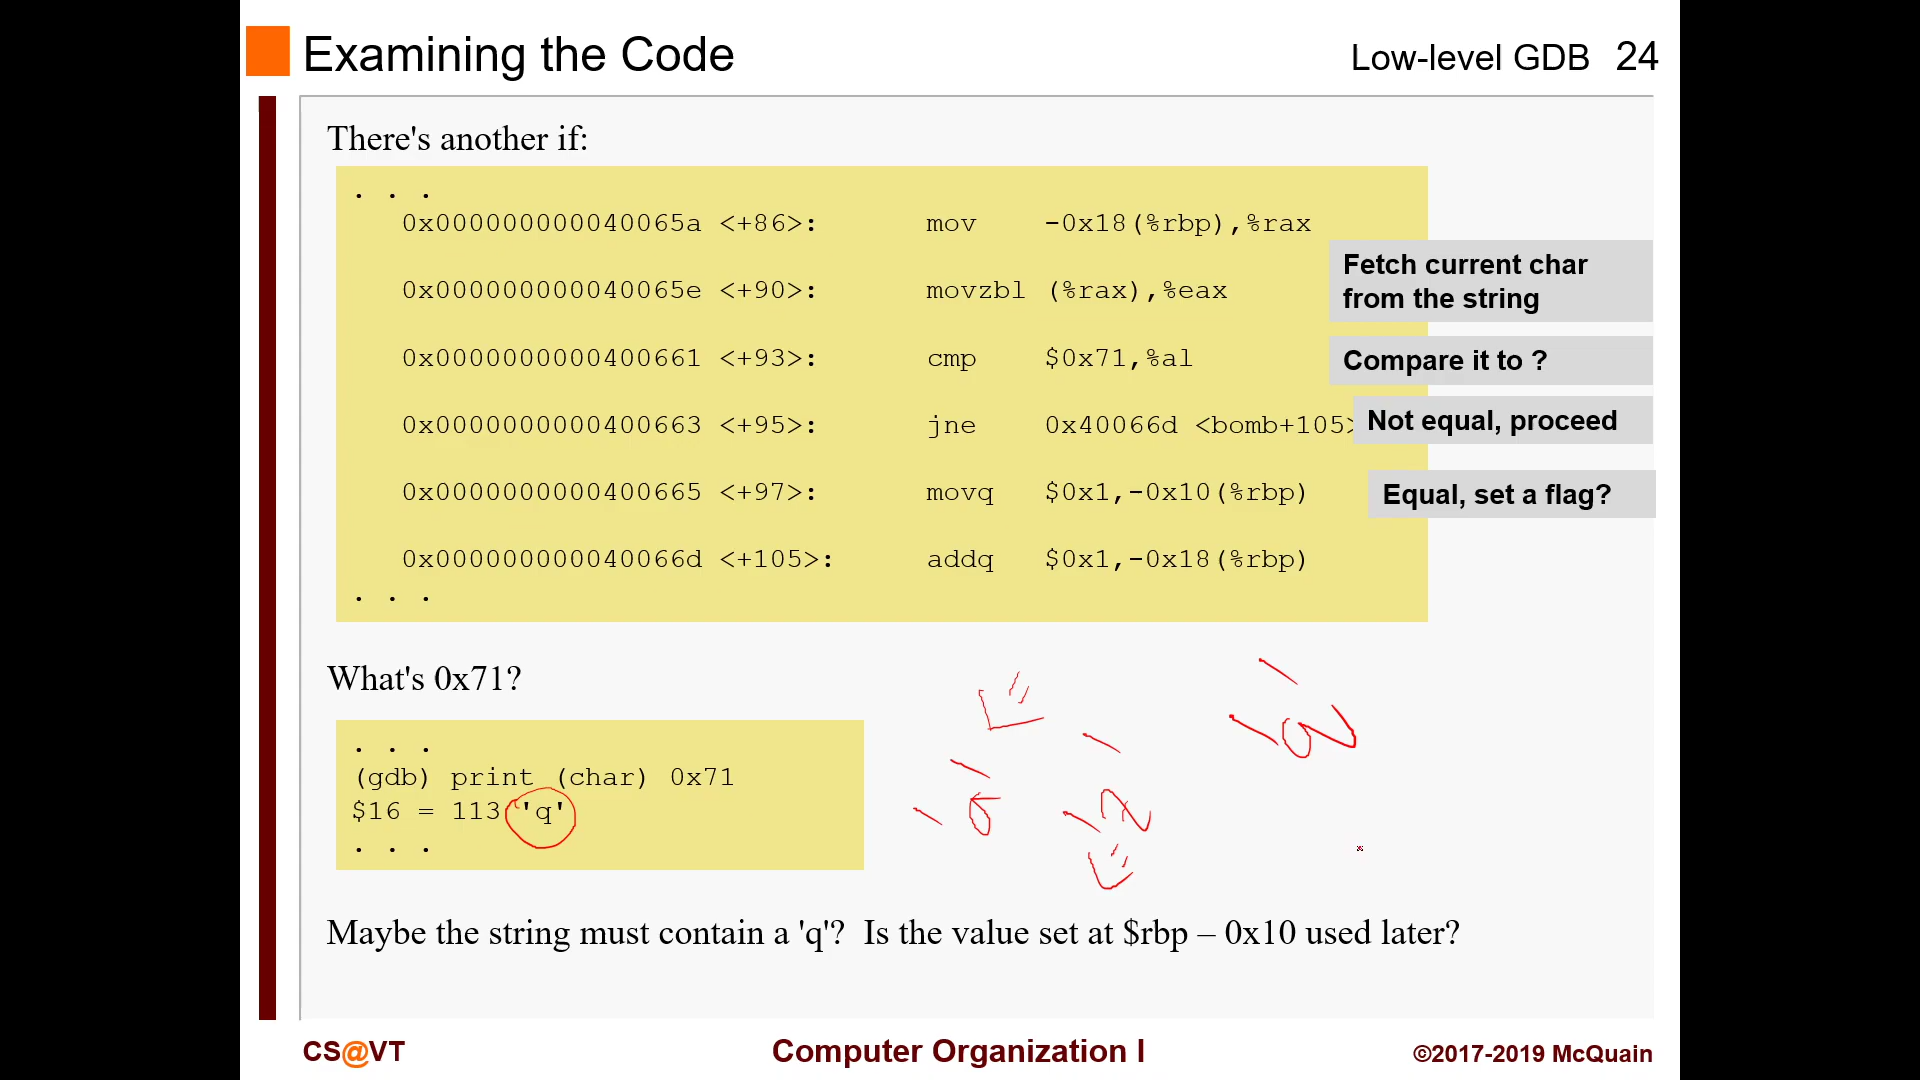 Examining the Code
Low-level GDB 24
There's another if:
. . .
0x000000000040065a <+86>: mov -0x18(%rbp),%rax
0x000000000040065e <+90>: movzbl (%rax),%eax
Fetch current char
from the string
0x0000000000400661 <+93>: cmp $0x71,%al
Compare it to ?
0x0000000000400663 <+95>: jne 0x40066d <bomb+105>
Not equal, proceed
0x0000000000400665 <+97>: movq $0x1,-0x10(%rbp)
Equal, set a flag?
0x000000000040066d <+105>: addq $0x1,-0x18(%rbp)
. . .
What's 0x71?
. . .
(gdb) print (char) 0x71
$16 = 113 'q'
. . .
Maybe the string must contain a 'q'? Is the value set at $rbp – 0x10 used later?
CS@VT
Computer Organization I
©2017-2019 McQuain